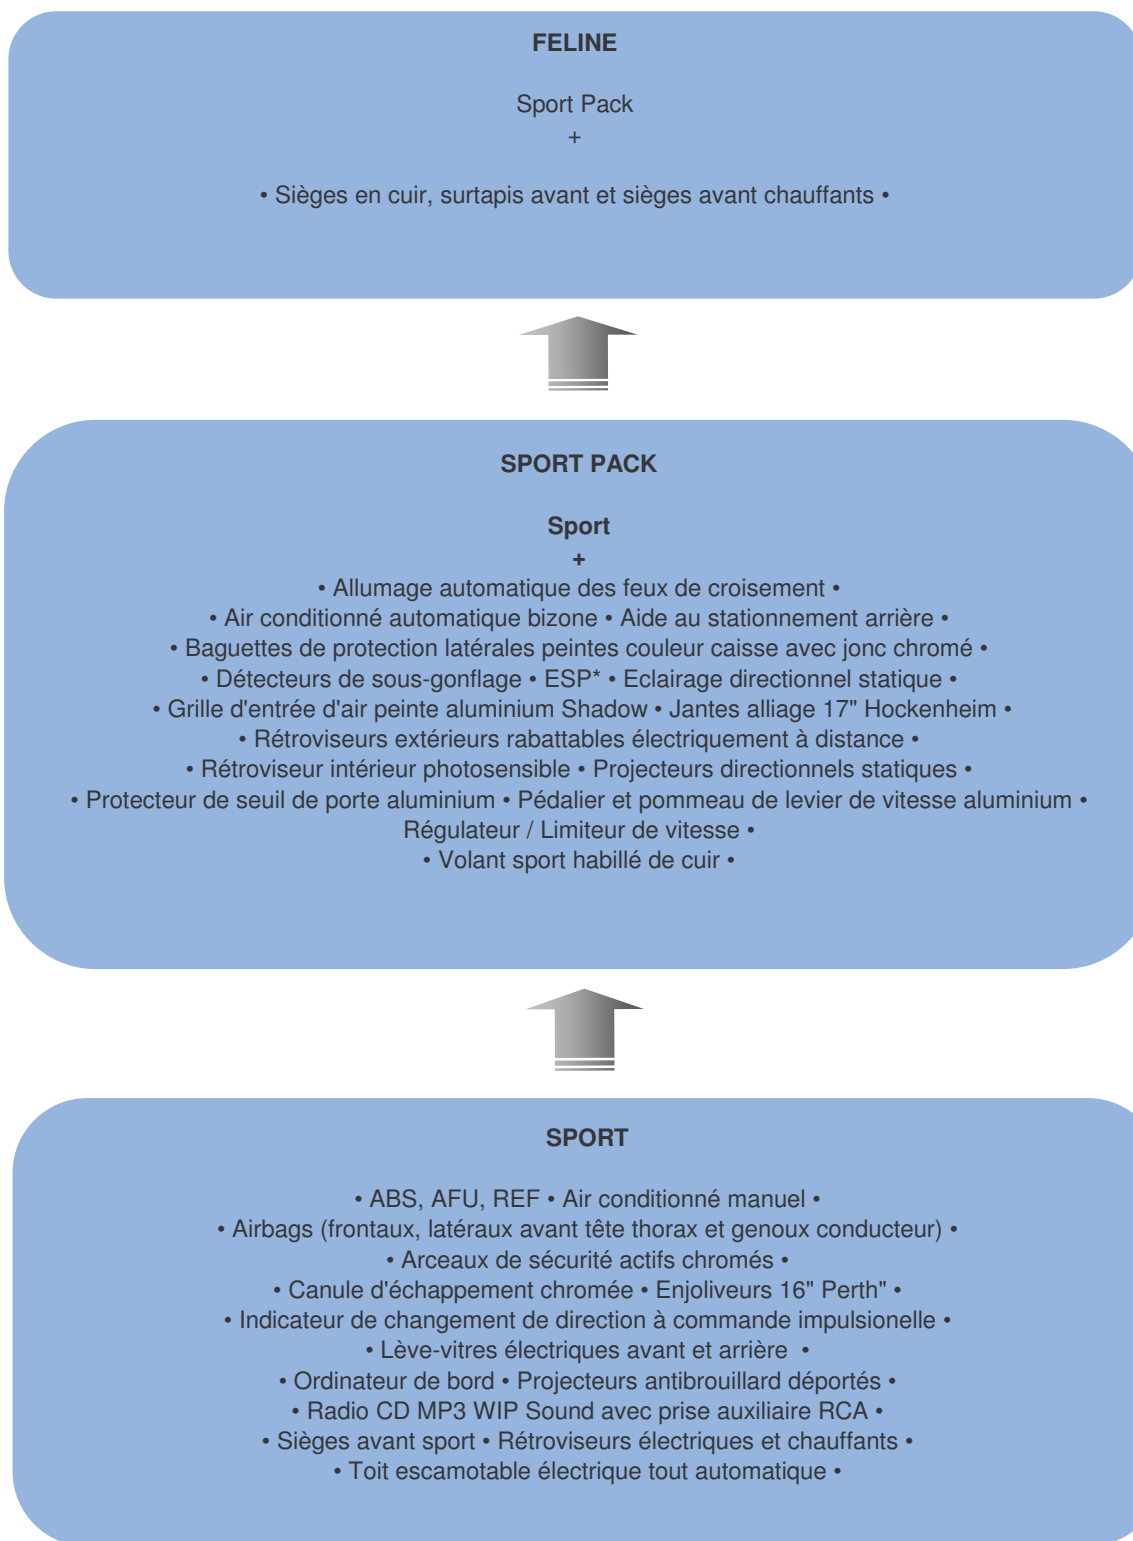 FELINE
Sport Pack
+
• Sièges en cuir, surtapis avant et sièges avant chauffants •
SPORT PACK
Sport
+
• Allumage automatique des feux de croisement •
• Air conditionné automatique bizone • Aide au stationnement arrière •
• Baguettes de protection latérales peintes couleur caisse avec jonc chromé •
• Détecteurs de sous-gonflage • ESP* • Eclairage directionnel statique •
• Grille d'entrée d'air peinte aluminium Shadow • Jantes alliage 17" Hockenheim •
• Rétroviseurs extérieurs rabattables électriquement à distance •
• Rétroviseur intérieur photosensible • Projecteurs directionnels statiques •
• Protecteur de seuil de porte aluminium • Pédalier et pommeau de levier de vitesse aluminium •
Régulateur / Limiteur de vitesse •
• Volant sport habillé de cuir •
SPORT
• ABS, AFU, REF • Air conditionné manuel •
• Airbags (frontaux, latéraux avant tête thorax et genoux conducteur) •
• Arceaux de sécurité actifs chromés •
• Canule d'échappement chromée • Enjoliveurs 16" Perth" •
• Indicateur de changement de direction à commande impulsionelle •
• Lève-vitres électriques avant et arrière •
• Ordinateur de bord • Projecteurs antibrouillard déportés •
• Radio CD MP3 WIP Sound avec prise auxiliaire RCA •
• Sièges avant sport • Rétroviseurs électriques et chauffants •
• Toit escamotable électrique tout automatique •